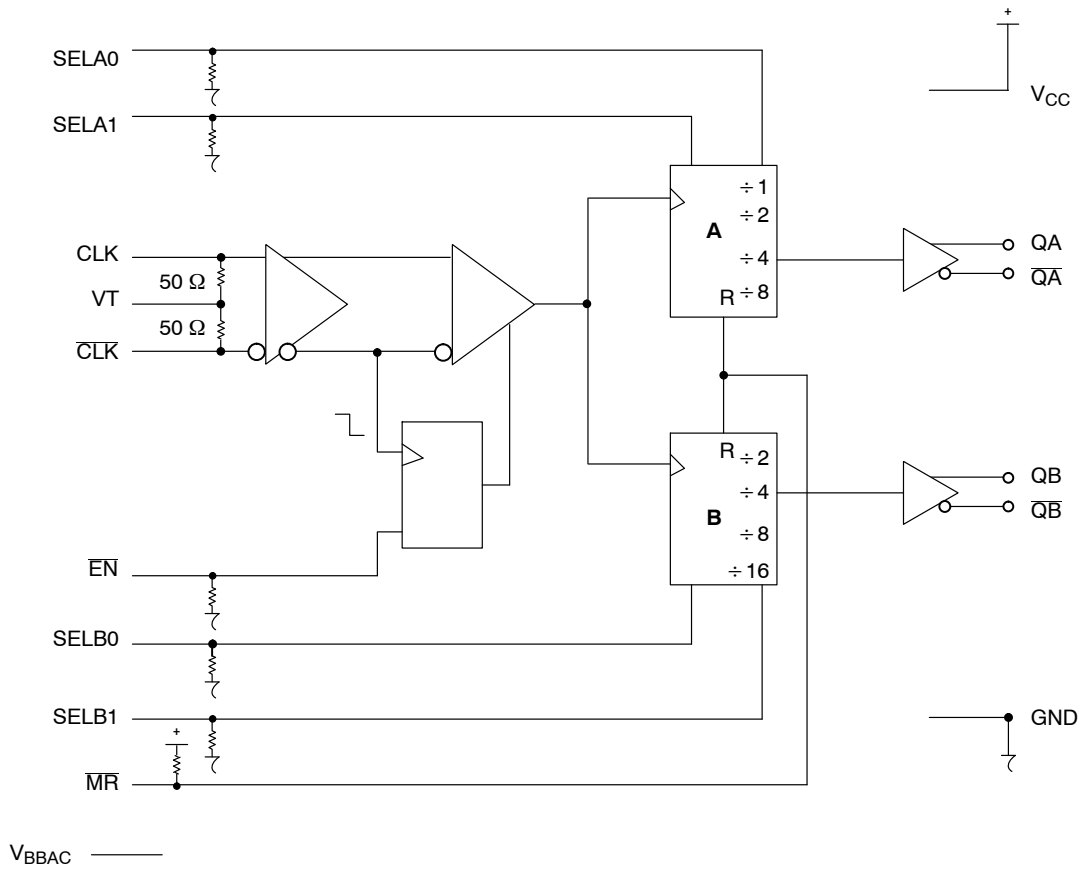 SELA0
SELA1
+
VCC
CLK
50 Ω
VT
50 Ω
CLK
A
÷ 1
÷ 2
÷ 4
R ÷ 8
QA
QA
R ÷ 2
÷ 4
B
÷ 8
÷ 16
QB
QB
EN
SELB0
SELB1
+
MR
GND
VBBAC